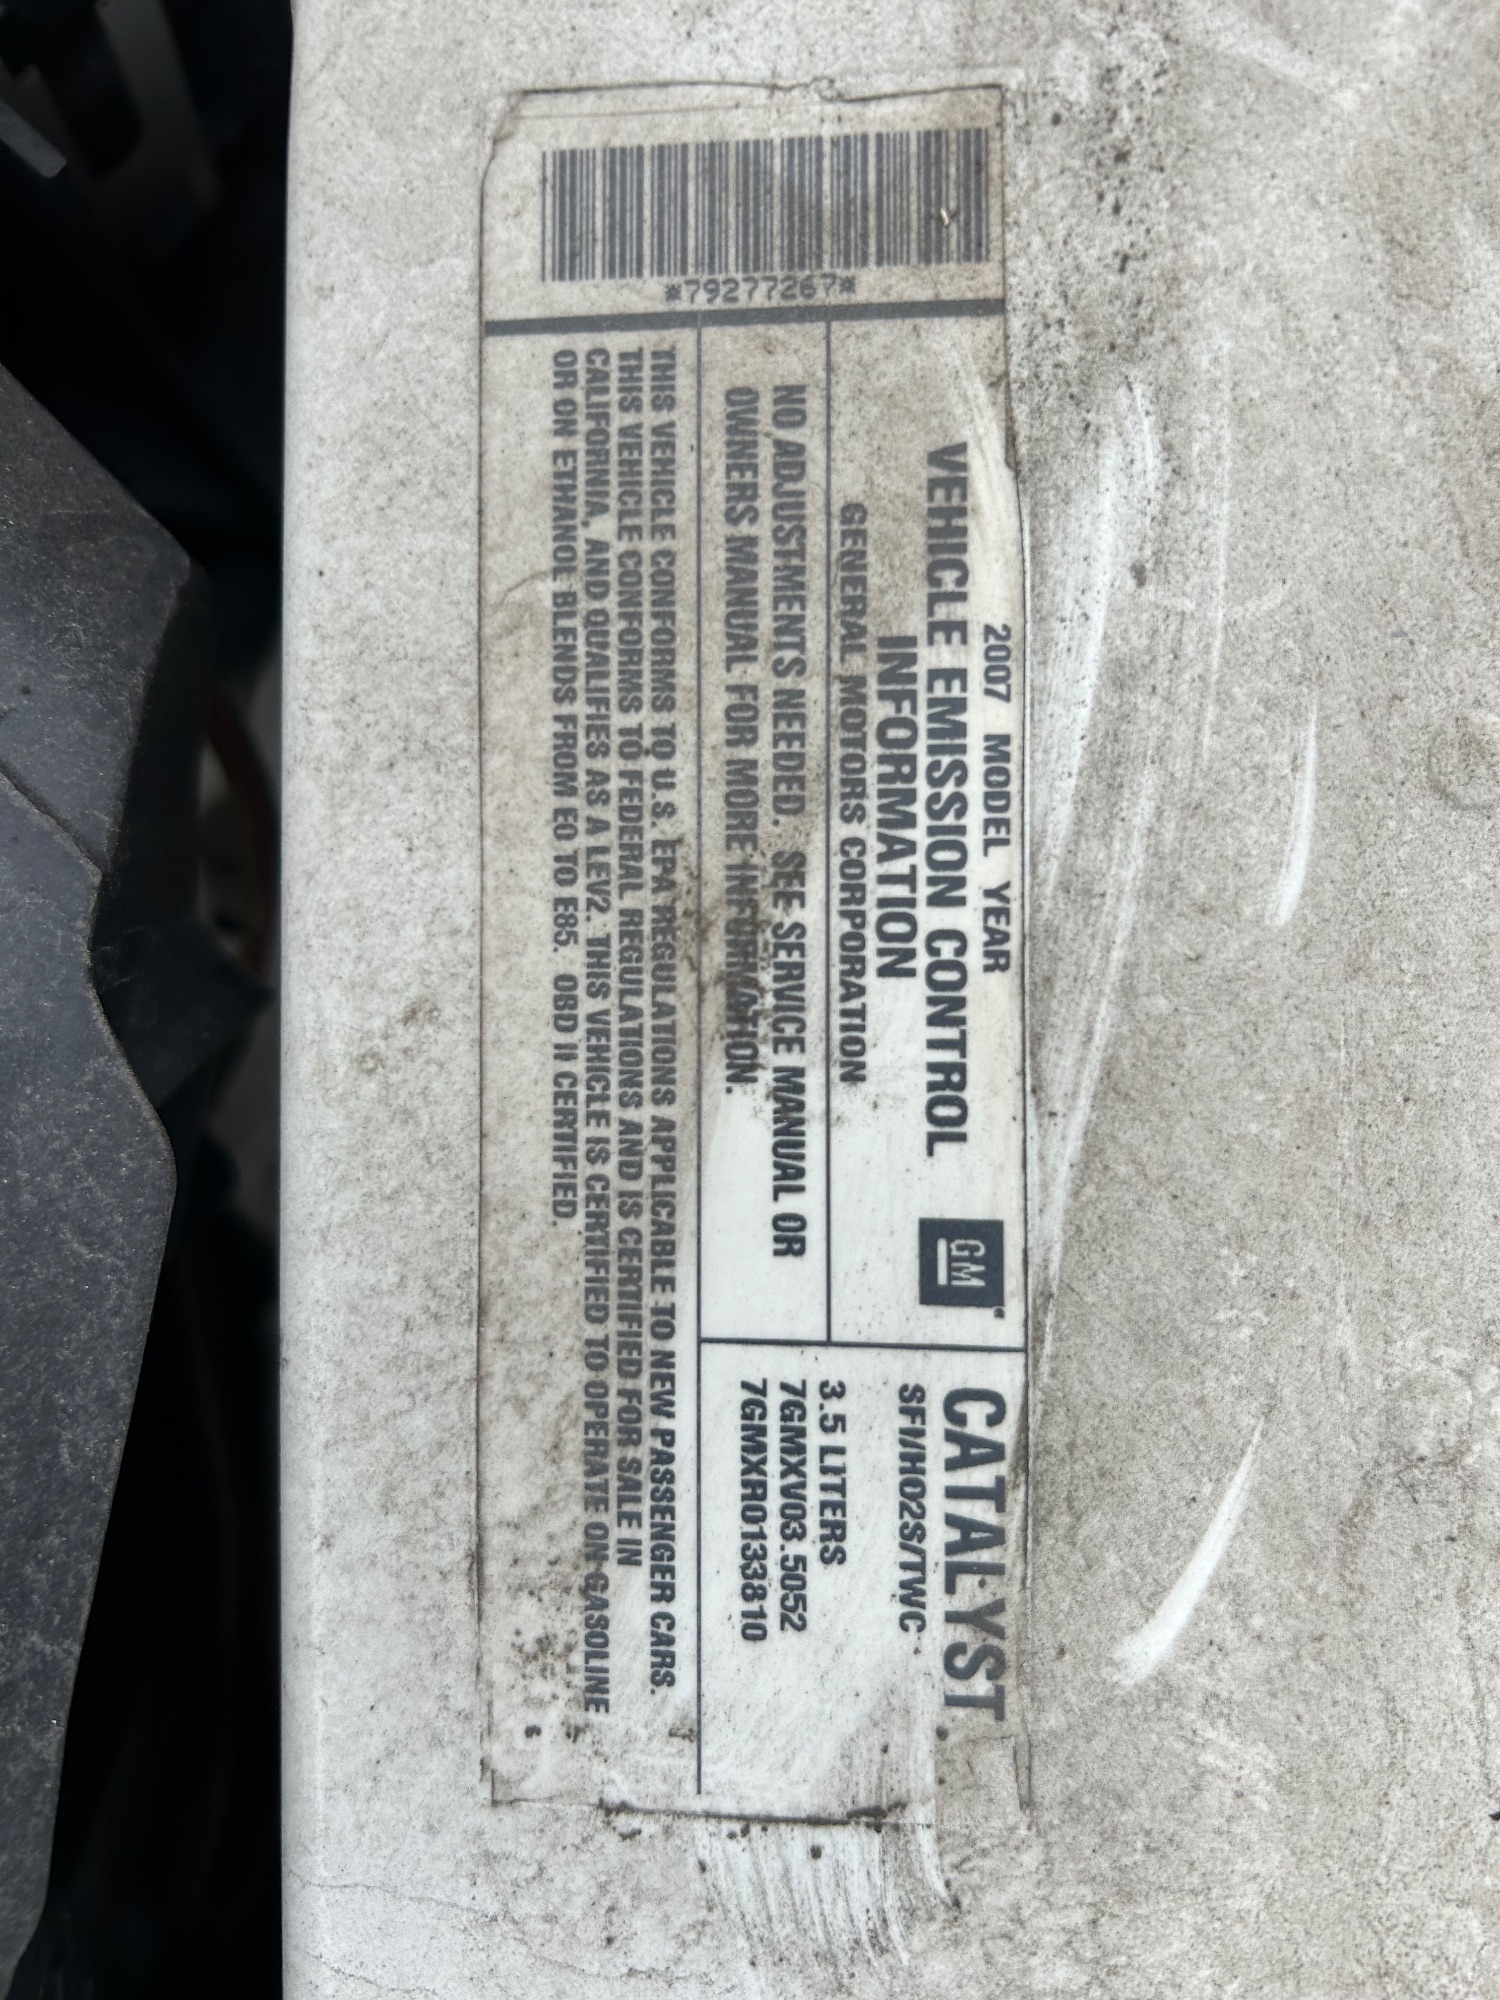 *79277267*
2007 MODEL YEAR
VEHICLE EMISSION CONTROL
INFORMATION
GENERAL MOTORS CORPORATION
GM
NO ADJUSTMENTS NEEDED. SEE SERVICE MANUAL OR
OWNERS MANUAL FOR MORE INFORMATION.
CATALYST
SFI/HO2S/TWC
3.5 LITERS
7GMXV03.5052
7GMXR0133810
THIS VEHICLE CONFORMS TO U.S. EPA REGULATIONS APPLICABLE TO NEW PASSENGER CARS.
THIS VEHICLE CONFORMS TO FEDERAL REGULATIONS AND IS CERTIFIED FOR SALE IN
CALIFORNIA, AND QUALIFIES AS A LEV2. THIS VEHICLE IS CERTIFIED TO OPERATE ON GASOLINE
OR ON ETHANOL BLENDS FROM E0 TO E85. OBD II CERTIFIED.